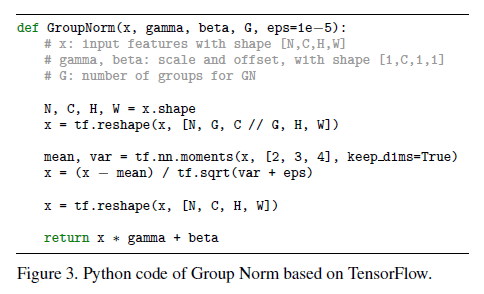 def GroupNorm(x, gamma, beta, G, eps=1e−5):
# x: input features with shape [N,C,H,W]
# gamma, beta: scale and offset, with shape [1,C,1,1]
# G: number of groups for GN
N, C, H, W = x.shape
x = tf.reshape(x, [N, G, C // G, H, W])
mean, var = tf.nn.moments(x, [2, 3, 4], keep_dims=True)
x = (x − mean) / tf.sqrt(var + eps)
x = tf.reshape(x, [N, C, H, W])
return x * gamma + beta
Figure 3. Python code of Group Norm based on TensorFlow.